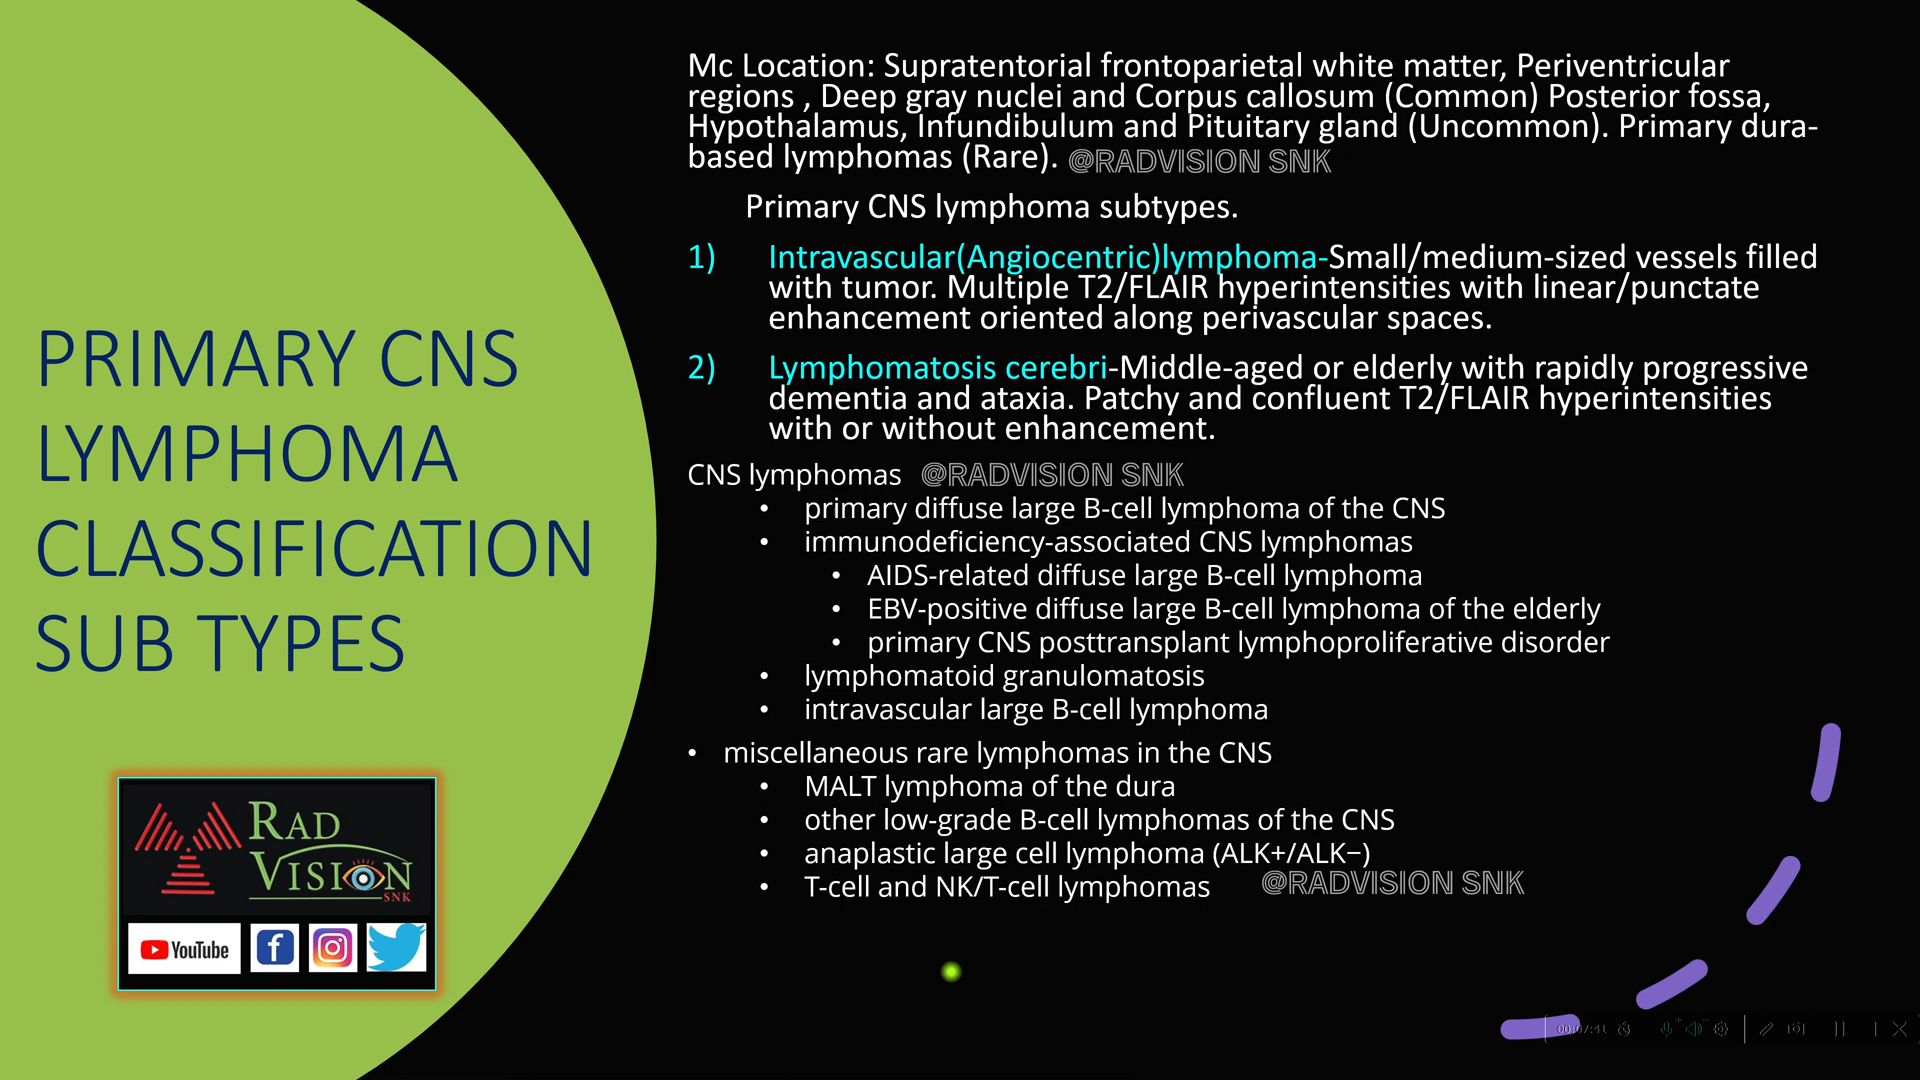 PRIMARY CNS
LYMPHOMA
CLASSIFICATION
SUB TYPES
RAD
VISION
SNK
YouTube
Mc Location: Supratentorial frontoparietal white matter, Periventricular
regions , Deep gray nuclei and Corpus callosum (Common) Posterior fossa,
Hypothalamus, Infundibulum and Pituitary gland (Uncommon). Primary dura-
based lymphomas (Rare). @RADVISION SNK
Primary CNS lymphoma subtypes.
1) Intravascular(Angiocentric)lymphoma-Small/medium-sized vessels filled
with tumor. Multiple T2/FLAIR hyperintensities with linear/punctate
enhancement oriented along perivascular spaces.
2) Lymphomatosis cerebri-Middle-aged or elderly with rapidly progressive
dementia and ataxia. Patchy and confluent T2/FLAIR hyperintensities
with or without enhancement.
CNS lymphomas @RADVISION SNK
• primary diffuse large B-cell lymphoma of the CNS
• immunodeficiency-associated CNS lymphomas
• AIDS-related diffuse large B-cell lymphoma
• EBV-positive diffuse large B-cell lymphoma of the elderly
• primary CNS posttransplant lymphoproliferative disorder
• lymphomatoid granulomatosis
• intravascular large B-cell lymphoma
• miscellaneous rare lymphomas in the CNS
• MALT lymphoma of the dura
• other low-grade B-cell lymphomas of the CNS
• anaplastic large cell lymphoma (ALK+/ALK−)
• T-cell and NK/T-cell lymphomas @RADVISION SNK
00:07:41